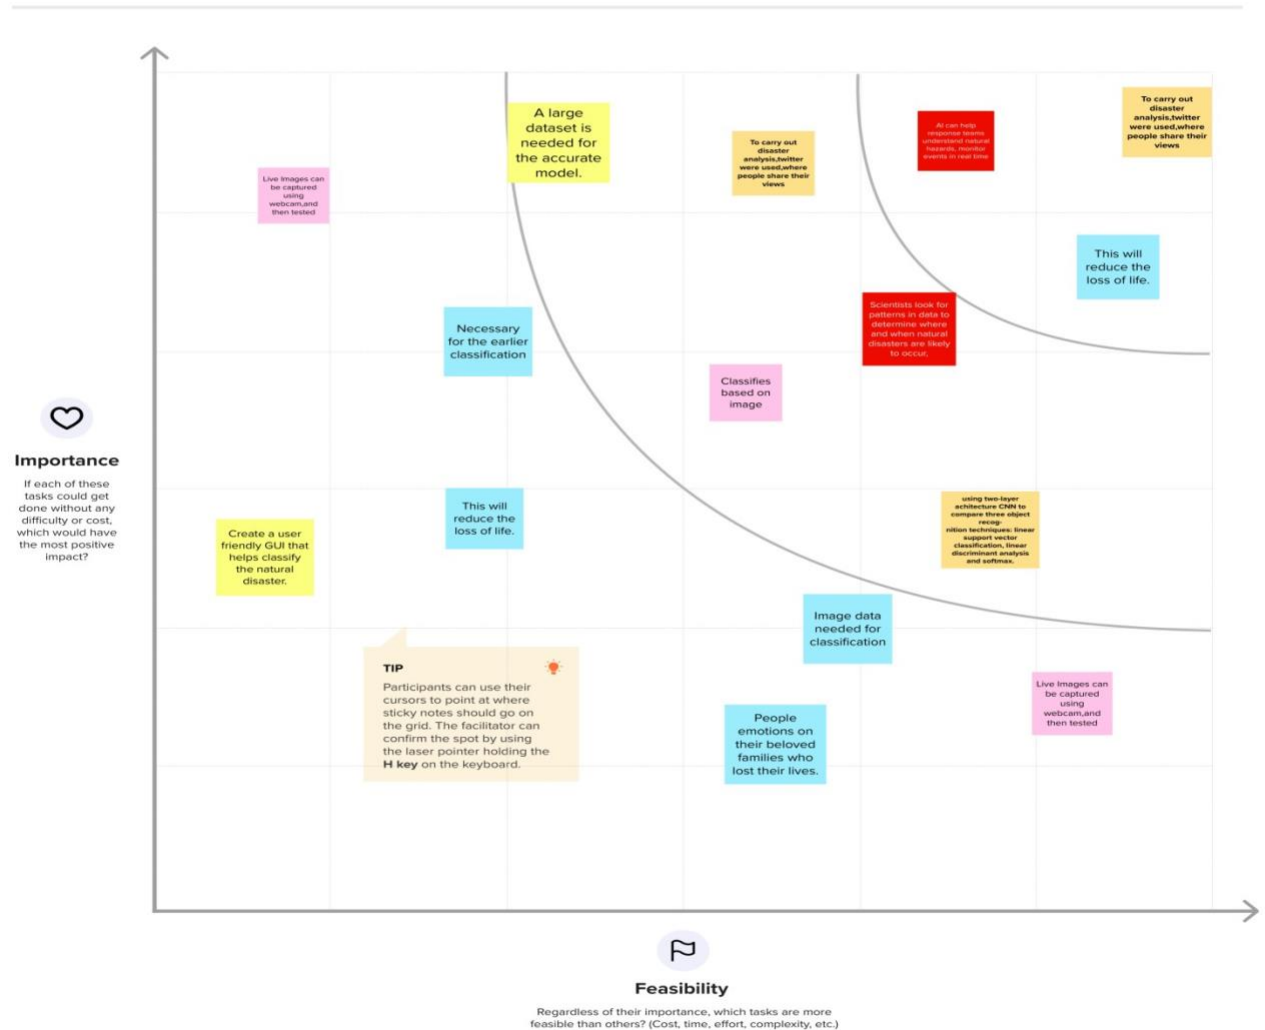 A large
dataset is
needed for
the accurate
model.
To carry out
disaster
analysis,twitter
were used,where
people share their
views
AI can help
response teams
understand natural
hazards, monitor
events in real time
To carry out
disaster
analysis,twitter
were used,where
people share their
views
Live Images can
be captured
using
webcam,and
then tested
This will
reduce the
loss of life.
Necessary
for the earlier
classification
Scientists look for
patterns in data to
determine where
and when natural
disasters are likely
to occur,
Classifies
based on
image
Importance
If each of these
tasks could get
done without any
difficulty or cost,
which would have
the most positive
impact?
Create a user
friendly GUI that
helps classify
the natural
disaster.
This will
reduce the
loss of life.
using two-layer
achitecture CNN to
compare three object
recog-
nition techniques: linear
support vector
classification, linear
discriminant analysis
and softmax.
Image data
needed for
classification
TIP
Participants can use their
cursors to point at where
sticky notes should go on
the grid. The facilitator can
confirm the spot by using
the laser pointer holding the
H key on the keyboard.
People
emotions on
their beloved
families who
lost their lives.
Live Images can
be captured
using
webcam,and
then tested
Feasibility
Regardless of their importance, which tasks are more
feasible than others? (Cost, time, effort, complexity, etc.)